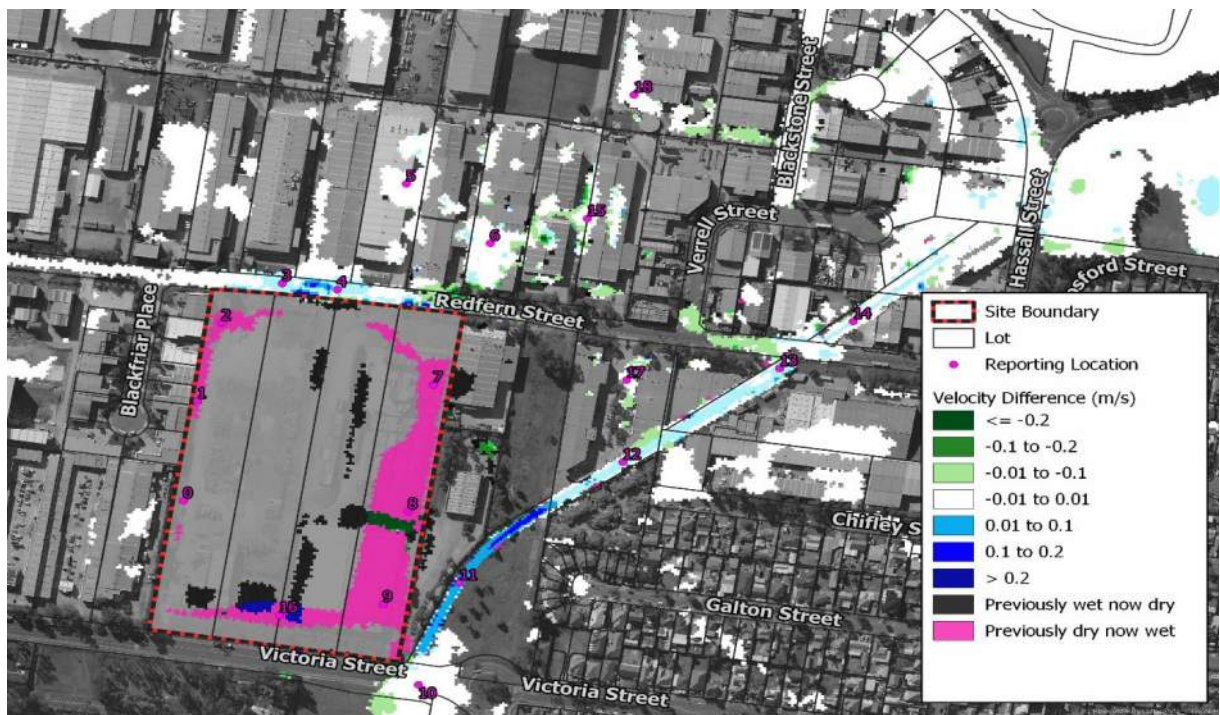 18
Blackstone Street
5
15
6
Verrell Street
Hassall Street
sford Street
3
4
Redfern Street
Blackfriar Place
2
14
13
17
7
1
12
0
8
Chifley S
11
9
16
Galton Street
Victoria Street
10
Victoria Street
Site Boundary
Lot
Reporting Location
Velocity Difference (m/s)
<= -0.2
-0.1 to -0.2
-0.01 to -0.1
-0.01 to 0.01
0.01 to 0.1
0.1 to 0.2
> 0.2
Previously wet now dry
Previously dry now wet